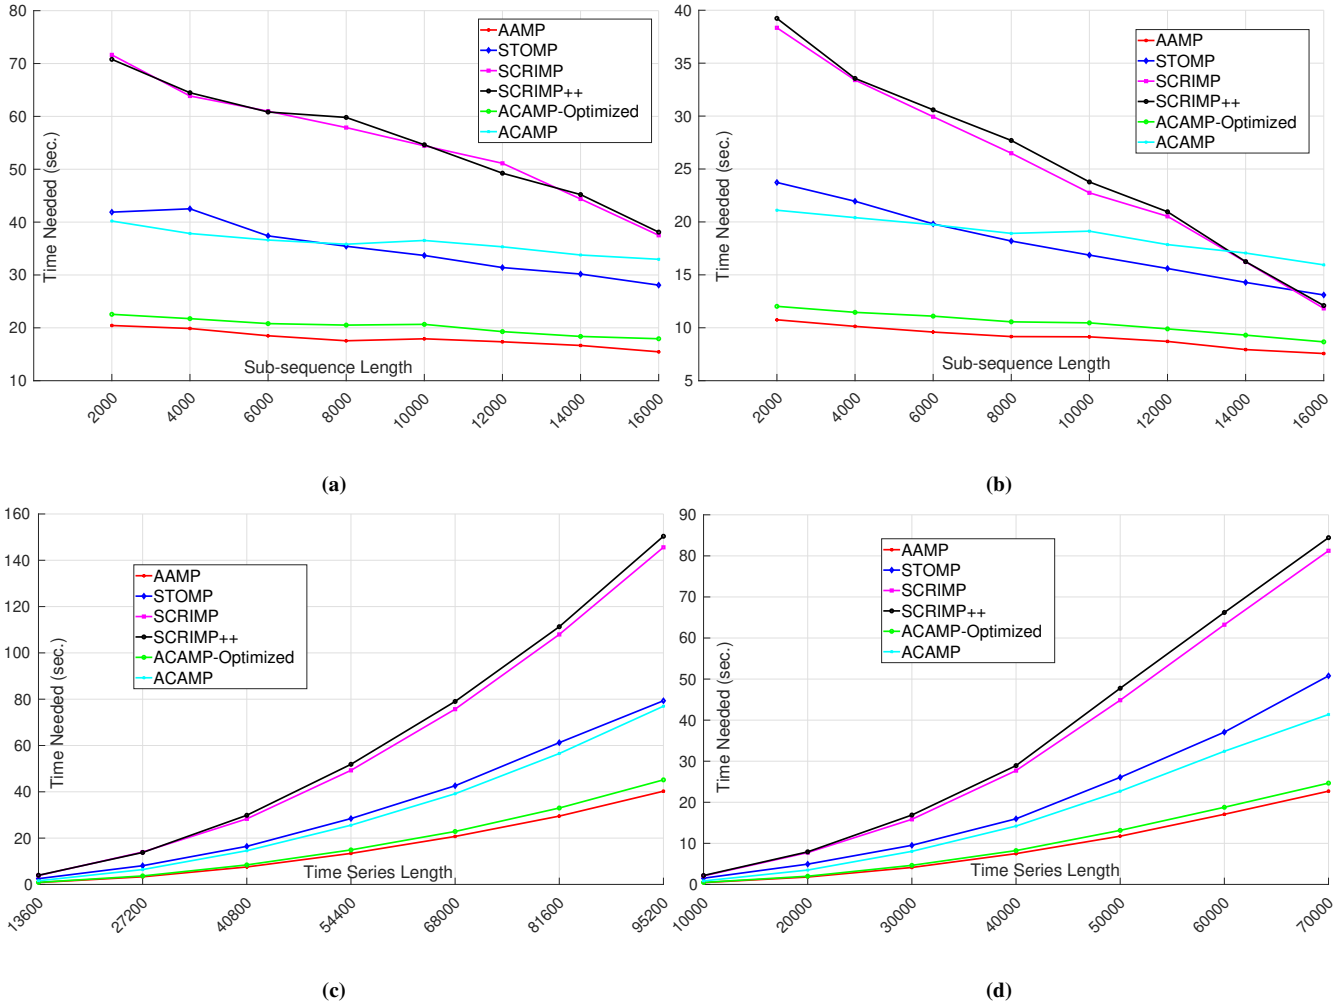 80
70
60
50
40
30
20
10
Time Needed (sec.)
AAMP
STOMP
SCRIMP
SCRIMP++
ACAMP-Optimized
ACAMP
Sub-sequence Length
2000
4000
6000
8000
10000
12000
14000
16000
(a)
40
35
30
25
20
15
10
5
Time Needed (sec.)
AAMP
STOMP
SCRIMP
SCRIMP++
ACAMP-Optimized
ACAMP
Sub-sequence Length
2000
4000
6000
8000
10000
12000
14000
16000
(b)
160
140
120
100
80
60
40
20
0
Time Needed (sec.)
AAMP
STOMP
SCRIMP
SCRIMP++
ACAMP-Optimized
ACAMP
Time Series Length
13600
27200
40800
54400
68000
81600
95200
(c)
90
80
70
60
50
40
30
20
10
0
Time Needed (sec.)
AAMP
STOMP
SCRIMP
SCRIMP++
ACAMP-Optimized
ACAMP
Time Series Length
10000
20000
30000
40000
50000
60000
70000
(d)